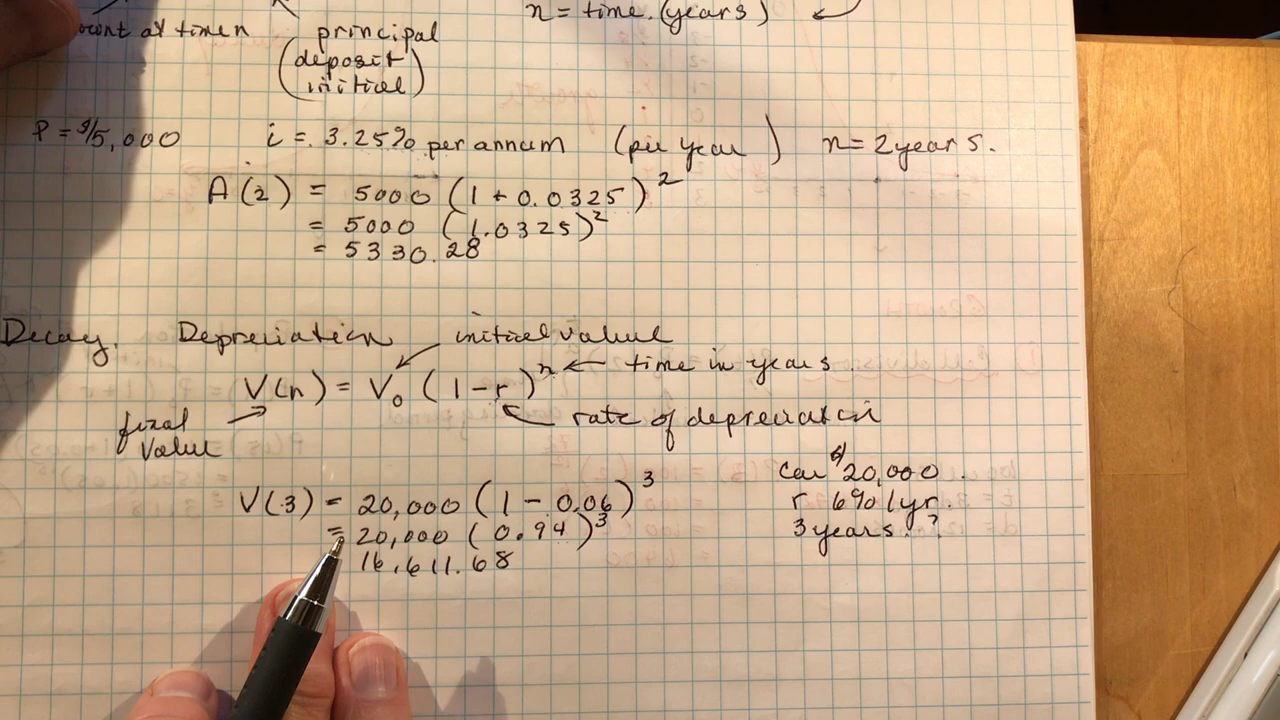 n = time. (years)
ount at time n principal
(deposit
initial)
P = $5,000 i = 3.25% per annum (per year) n = 2 years.
A(2) = 5000 (1 + 0.0325)²
= 5000 (1.0325)²
= 5330.28
Decay. Depreciation initial value
V(n) = V₀ (1 - r)ⁿ ← time in years
final value rate of depreciation
car $20,000.
V(3) = 20,000 (1 - 0.06)³ r 6%/yr.
= 20,000 (0.94)³ 3 years?
16,611.68